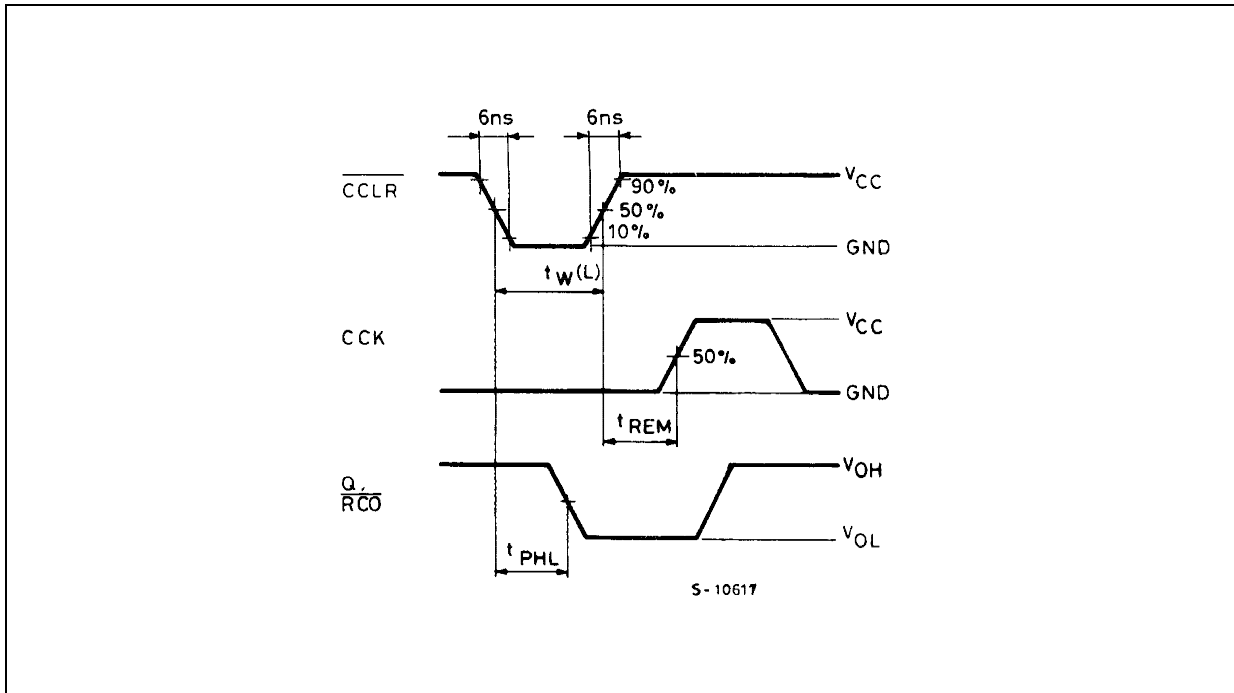 6ns 6ns
CCLR
VCC
90%
50%
10%
GND
tW(L)
CCK
VCC
50%
GND
tREM
Q,
RCO
VOH
VOL
tPHL
S-10617